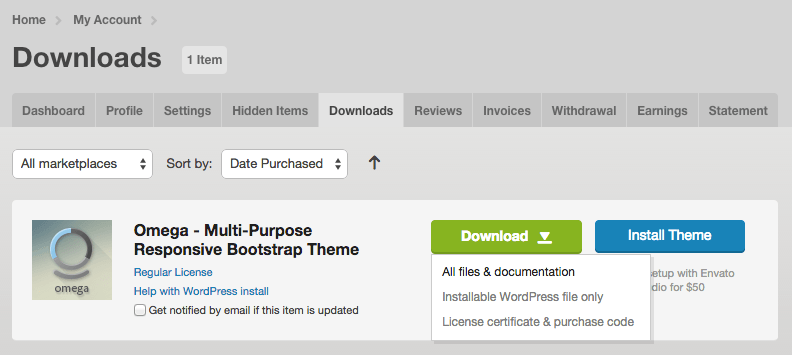 Home
My Account
Downloads
1 Item
Dashboard
Profile
Settings
Hidden Items
Downloads
Reviews
Invoices
Withdrawal
Earnings
Statement
All marketplaces
Sort by:
Date Purchased
omega
Omega - Multi-Purpose
Responsive Bootstrap Theme
Regular License
Help with WordPress install
Get notified by email if this item is updated
Download
All files & documentation
Installable WordPress file only
License certificate & purchase code
Install Theme
setup with Envato
for $50